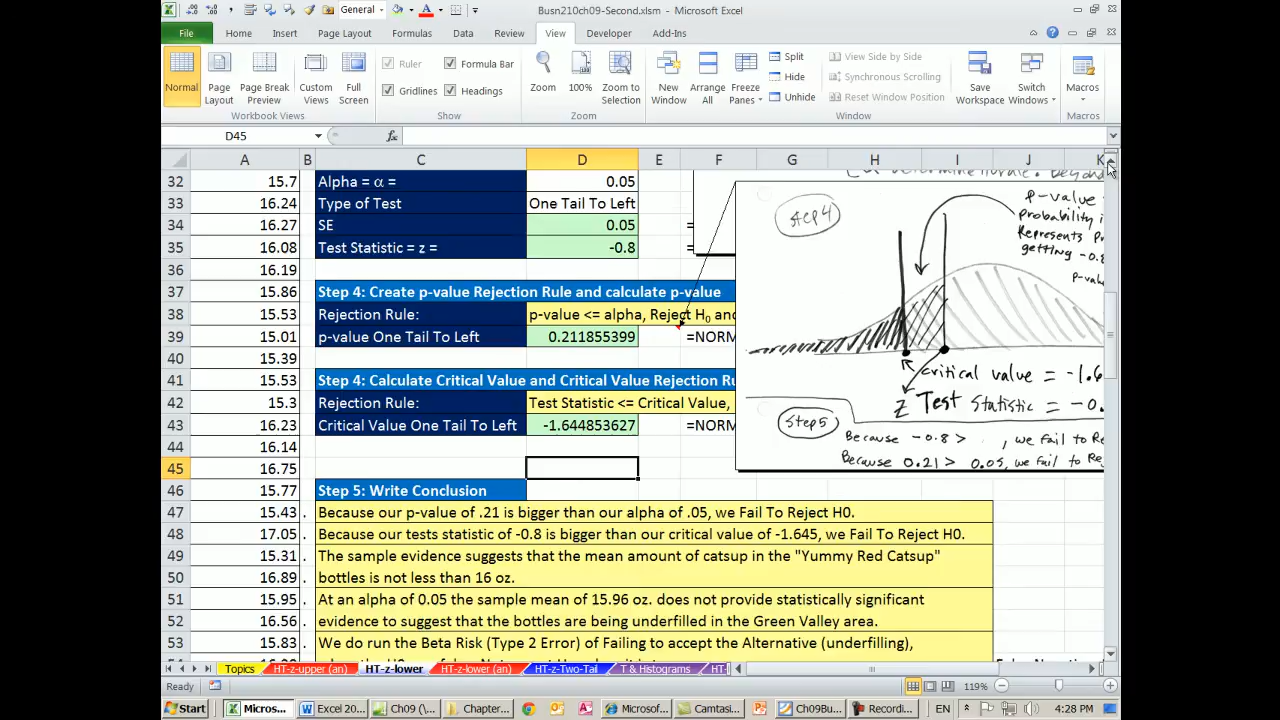 Busn210ch09-Second.xlsm - Microsoft Excel
General
File Home Insert Page Layout Formulas Data Review View Developer Add-Ins
Normal
Page Layout
Page Break Preview
Custom Views
Full Screen
Workbook Views
Ruler Formula Bar
Gridlines Headings
Show
Zoom
100%
Zoom to Selection
Zoom
New Window
Arrange All
Freeze Panes
Split
Hide
Unhide
View Side by Side
Synchronous Scrolling
Reset Window Position
Window
Save Workspace
Switch Windows
Macros
Macros
D45 fx
A B C D E F G H I J K
32 15.7 Alpha = α = 0.05
33 16.24 Type of Test One Tail To Left
34 16.27 SE 0.05 =
35 16.08 Test Statistic = z = -0.8 =
36 16.19
37 15.86 Step 4: Create p-value Rejection Rule and calculate p-value
38 15.53 Rejection Rule: p-value <= alpha, Reject H0 and
39 15.01 p-value One Tail To Left 0.211855399 =NORM
40 15.39
41 15.53 Step 4: Calculate Critical Value and Critical Value Rejection Ru
42 15.3 Rejection Rule: Test Statistic <= Critical Value,
43 16.23 Critical Value One Tail To Left -1.644853627 =NORM
44 16.14
45 16.75
46 15.77 Step 5: Write Conclusion
47 15.43 . Because our p-value of .21 is bigger than our alpha of .05, we Fail To Reject H0.
48 17.05 . Because our tests statistic of -0.8 is bigger than our critical value of -1.645, we Fail To Reject H0.
49 15.31 . The sample evidence suggests that the mean amount of catsup in the "Yummy Red Catsup"
50 16.89 . bottles is not less than 16 oz.
51 15.95 . At an alpha of 0.05 the sample mean of 15.96 oz. does not provide statistically significant
52 16.56 . evidence to suggest that the bottles are being underfilled in the Green Valley area.
53 15.83 . We do run the Beta Risk (Type 2 Error) of Failing to accept the Alternative (underfilling),
Step 4
p-value
probability i
Represents Pr
getting -0.8
p-valu
critical value = -1.6
z Test Statistic = -0.
Step 5
Because -0.8 > , we Fail to Re
Because 0.21 > 0.05, we fail to Re
Topics HT-z-upper (an) HT-z-lower HT-z-lower (an) HT-z-Two-Tail T & Histograms HT-
Ready 119%
Start Micros... Excel 20... Ch09 (\... Chapter... Microsof... Camtasi... Ch09Bu... Recordi... EN 4:28 PM